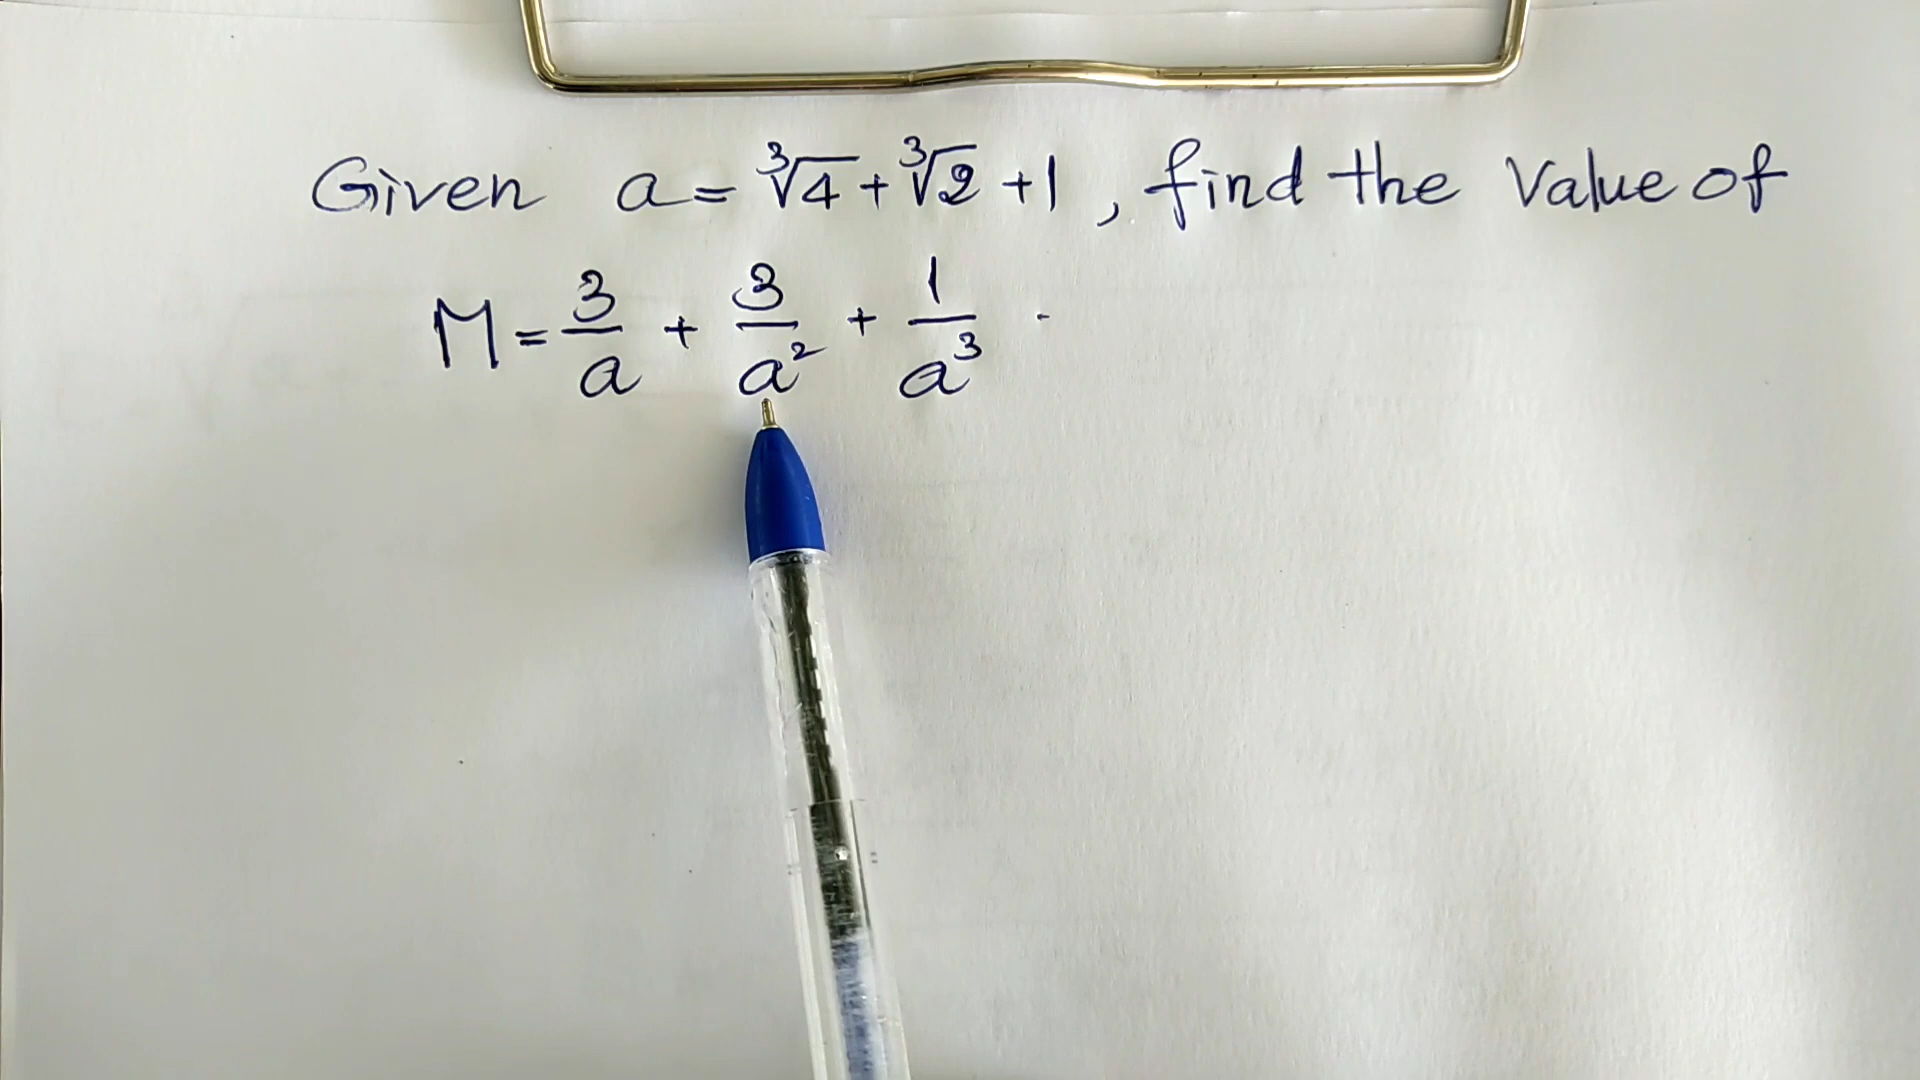 Given a = ∛4 + ∛2 + 1, find the Value of
M = 3/a + 3/a² + 1/a³ .